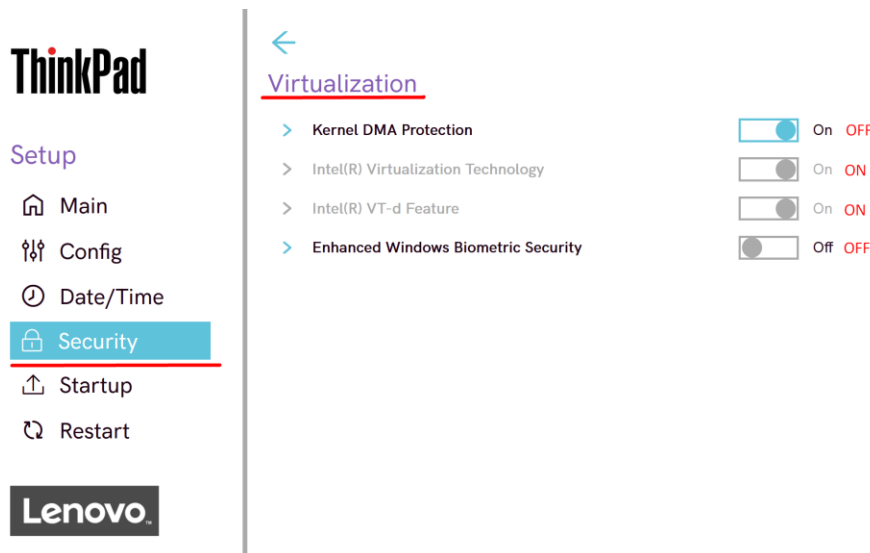 ThinkPad
Setup
Main
Config
Date/Time
Security
Startup
Restart
Lenovo™
Virtualization
Kernel DMA Protection On OFF
Intel(R) Virtualization Technology On ON
Intel(R) VT-d Feature On ON
Enhanced Windows Biometric Security Off OFF